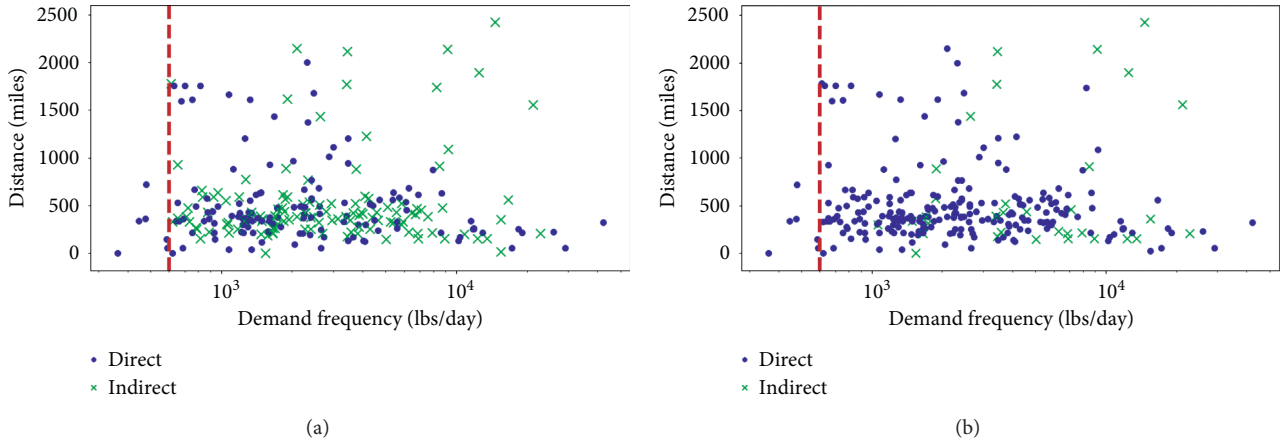 2500
2000
1500
1000
500
0
Distance (miles)
10³
10⁴
Demand frequency (lbs/day)
Direct
Indirect
(a)
2500
2000
1500
1000
500
0
Distance (miles)
10³
10⁴
Demand frequency (lbs/day)
Direct
Indirect
(b)